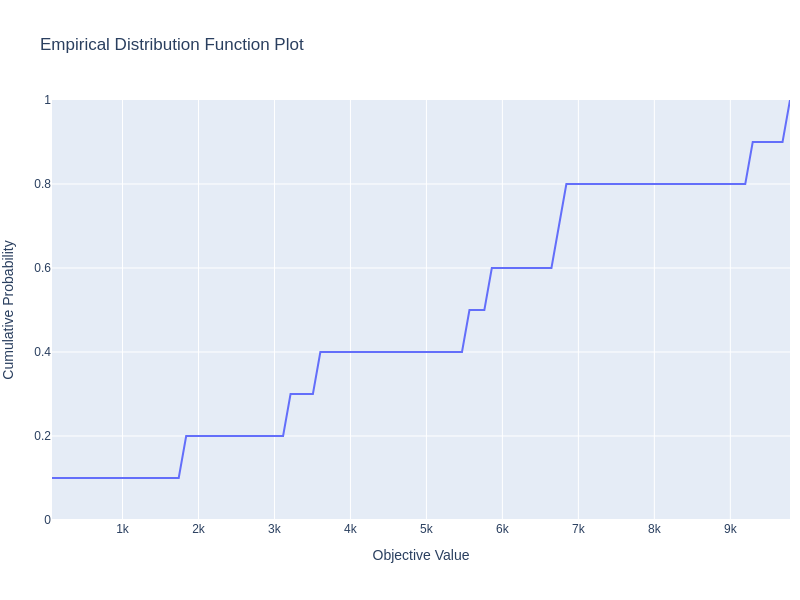 Empirical Distribution Function Plot
1
0.8
0.6
0.4
0.2
0
Cumulative Probability
1k 2k 3k 4k 5k 6k 7k 8k 9k
Objective Value